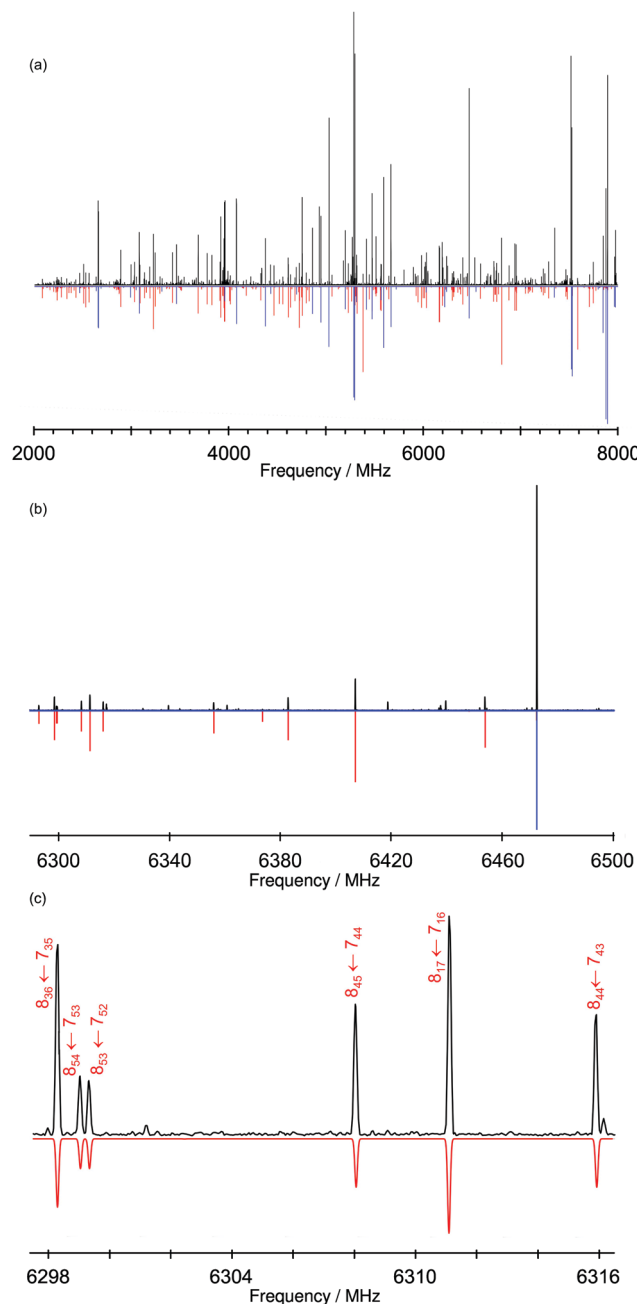 (a)
2000 4000 6000 8000
Frequency / MHz
(b)
6300 6340 6380 6420 6460 6500
Frequency / MHz
(c)
8₃₆ ← 7₃₅
8₅₄ ← 7₅₃
8₅₃ ← 7₅₂
8₄₅ ← 7₄₄
8₁₇ ← 7₁₆
8₄₄ ← 7₄₃
6298 6304 6310 6316
Frequency / MHz